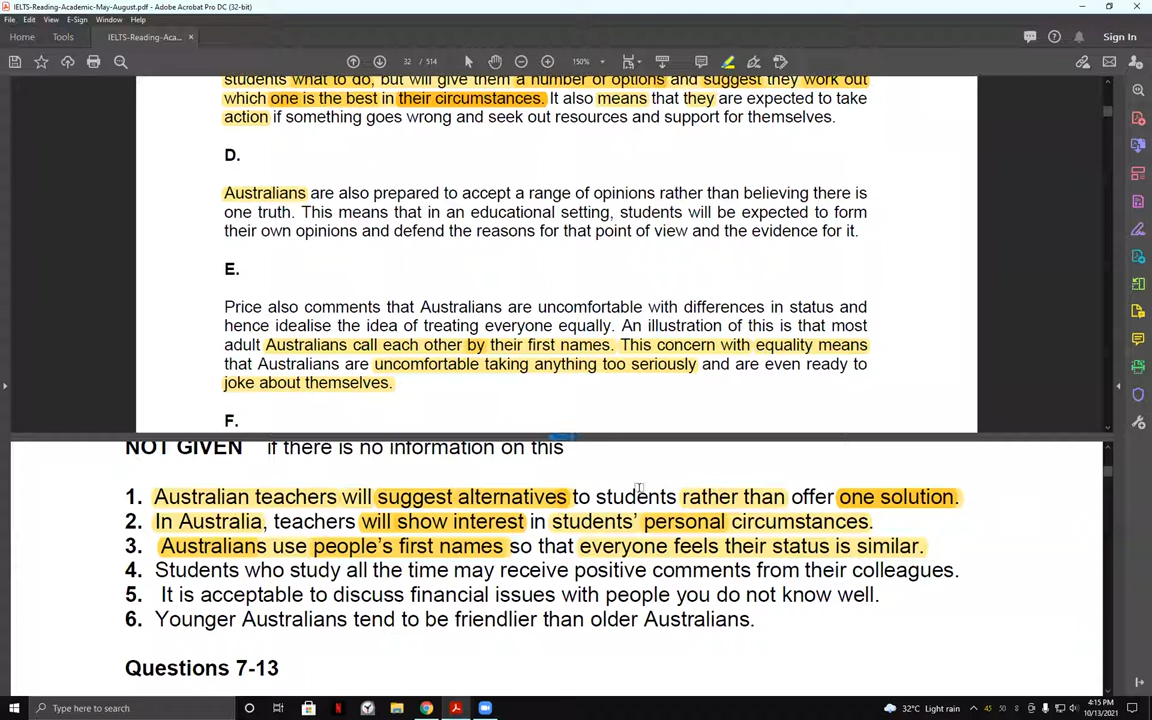 IELTS-Reading-Academic-May-August.pdf - Adobe Acrobat Pro DC (32-bit)
File Edit View E-Sign Window Help
Home Tools IELTS-Reading-Aca... × Sign In
32 / 514 150%
students what to do, but will give them a number of options and suggest they work out
which one is the best in their circumstances. It also means that they are expected to take
action if something goes wrong and seek out resources and support for themselves.
D.
Australians are also prepared to accept a range of opinions rather than believing there is
one truth. This means that in an educational setting, students will be expected to form
their own opinions and defend the reasons for that point of view and the evidence for it.
E.
Price also comments that Australians are uncomfortable with differences in status and
hence idealise the idea of treating everyone equally. An illustration of this is that most
adult Australians call each other by their first names. This concern with equality means
that Australians are uncomfortable taking anything too seriously and are even ready to
joke about themselves.
F.
NOT GIVEN if there is no information on this
1. Australian teachers will suggest alternatives to students rather than offer one solution.
2. In Australia, teachers will show interest in students' personal circumstances.
3. Australians use people's first names so that everyone feels their status is similar.
4. Students who study all the time may receive positive comments from their colleagues.
5. It is acceptable to discuss financial issues with people you do not know well.
6. Younger Australians tend to be friendlier than older Australians.
Questions 7-13
Type here to search
32°C Light rain 45 50 8 4:15 PM
10/13/2021